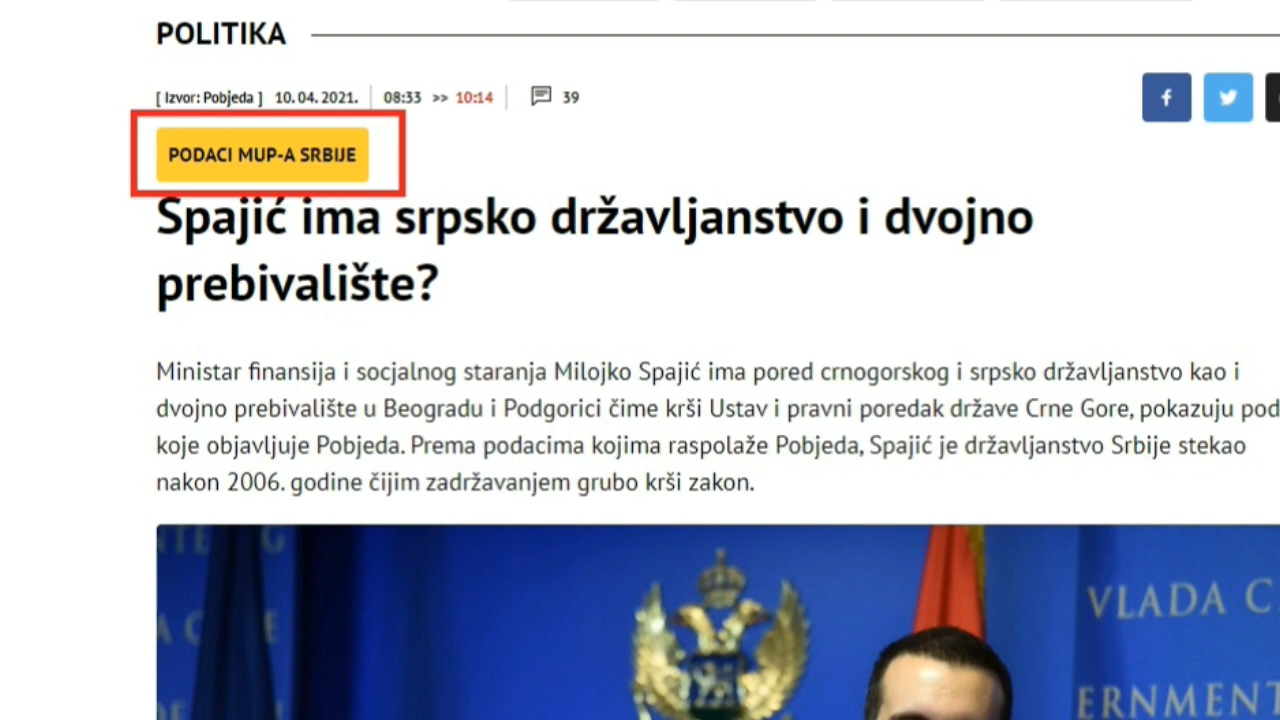 POLITIKA
[ Izvor: Pobjeda ] 10. 04. 2021. 08:33 >> 10:14 39
PODACI MUP-A SRBIJE
Spajić ima srpsko državljanstvo i dvojno
prebivalište?
Ministar finansija i socjalnog staranja Milojko Spajić ima pored crnogorskog i srpsko državljanstvo kao i
dvojno prebivalište u Beogradu i Podgorici čime krši Ustav i pravni poredak države Crne Gore, pokazuju pod
koje objavljuje Pobjeda. Prema podacima kojima raspolaže Pobjeda, Spajić je državljanstvo Srbije stekao
nakon 2006. godine čijim zadržavanjem grubo krši zakon.
VLADA C
ERNMENT